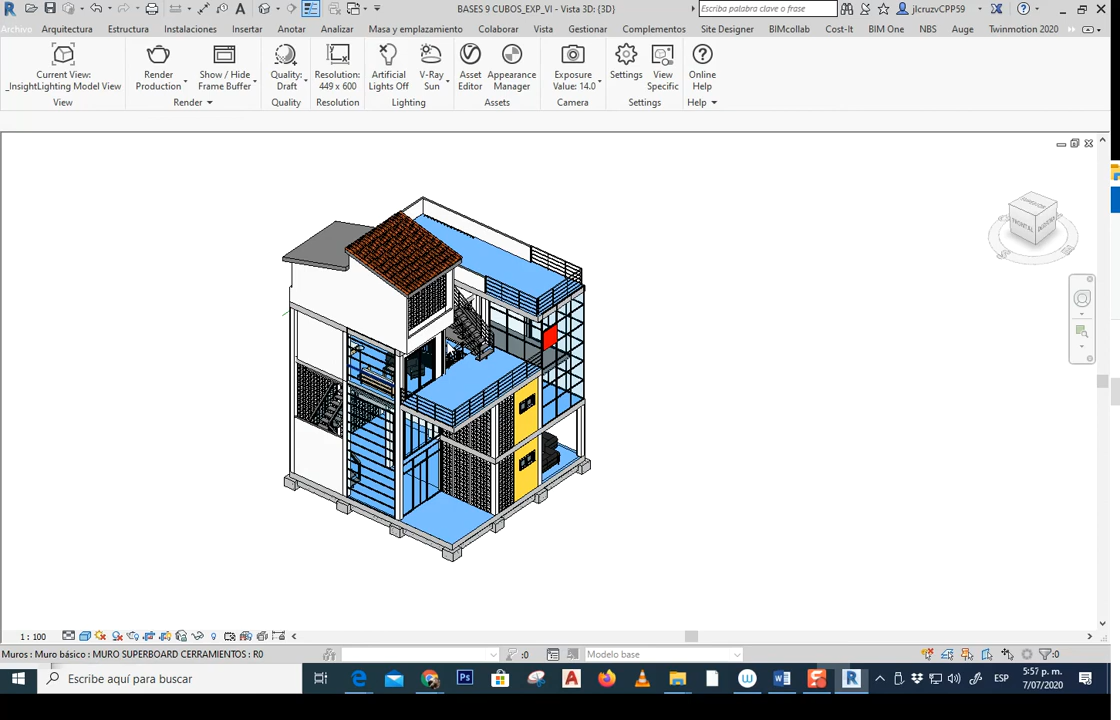 BASES 9 CUBOS_EXP_VI - Vista 3D: {3D}
Escriba palabra clave o frase
jlcruzvCPP59
Archivo Arquitectura Estructura Instalaciones Insertar Anotar Analizar Masa y emplazamiento Colaborar Vista Gestionar Complementos Site Designer BIMcollab Cost-It BIM One NBS Auge Twinmotion 2020
Current View: _InsightLighting Model View
Render Production
Show / Hide Frame Buffer
Quality: Draft
Resolution: 449 x 600
Artificial Lights Off
V-Ray Sun
Asset Editor
Appearance Manager
Exposure Value: 14.0
Settings
View Specific
Online Help
View Render Quality Resolution Lighting Assets Camera Settings Help
FRONTAL
1 : 100
Muros : Muro básico : MURO SUPERBOARD CERRAMIENTOS : R0
:0
Modelo base
:0
Escribe aquí para buscar
ESP
5:57 p. m.
7/07/2020